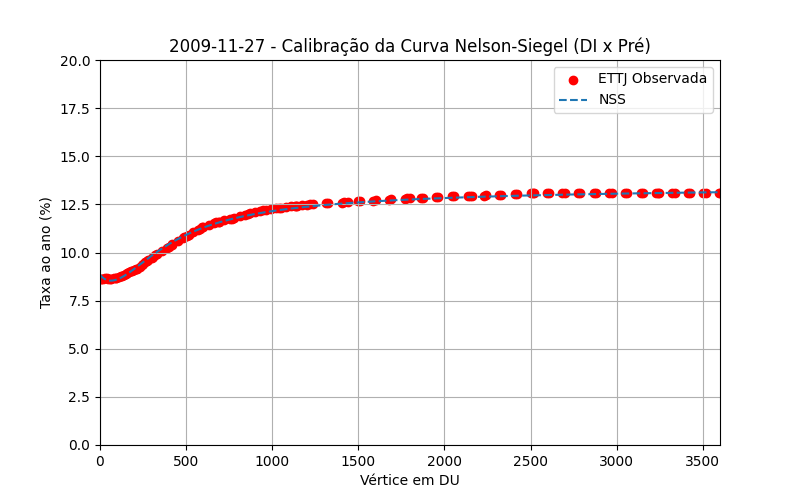 2009-11-27 - Calibração da Curva Nelson-Siegel (DI x Pré)
ETTJ Observada
NSS
Taxa ao ano (%)
20.0
17.5
15.0
12.5
10.0
7.5
5.0
2.5
0.0
0 500 1000 1500 2000 2500 3000 3500
Vértice em DU